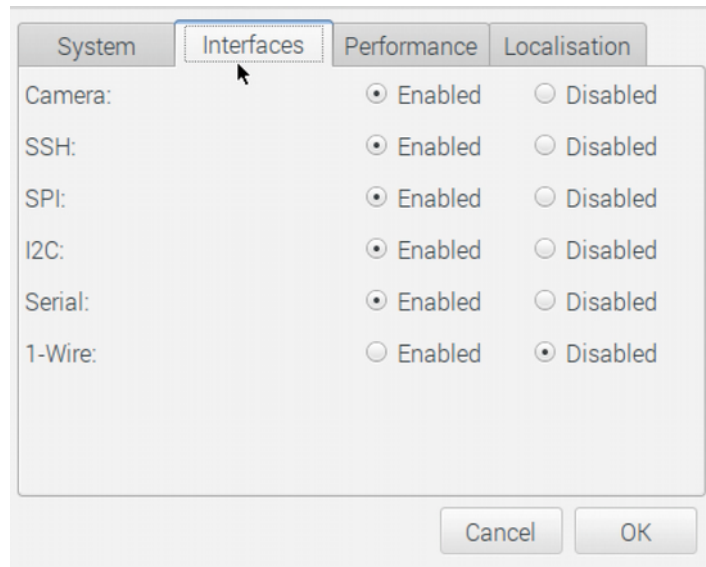 System Interfaces Performance Localisation
Camera: Enabled Disabled
SSH: Enabled Disabled
SPI: Enabled Disabled
I2C: Enabled Disabled
Serial: Enabled Disabled
1-Wire: Enabled Disabled
Cancel OK